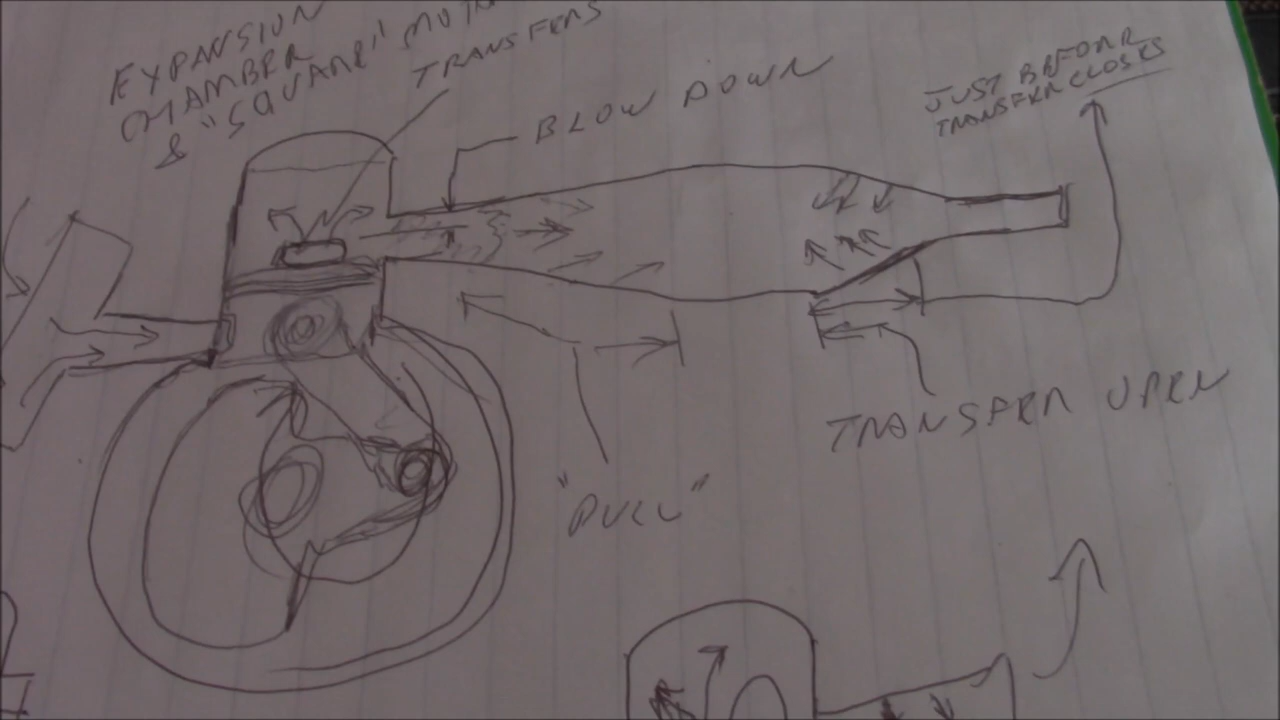 EXPANSION
CHAMBER
& "SQUARE"
TRANSFERS
BLOW DOWN
JUST BEFORE
TRANSFER CLOSES
TRANSFER OPEN
"PULL"